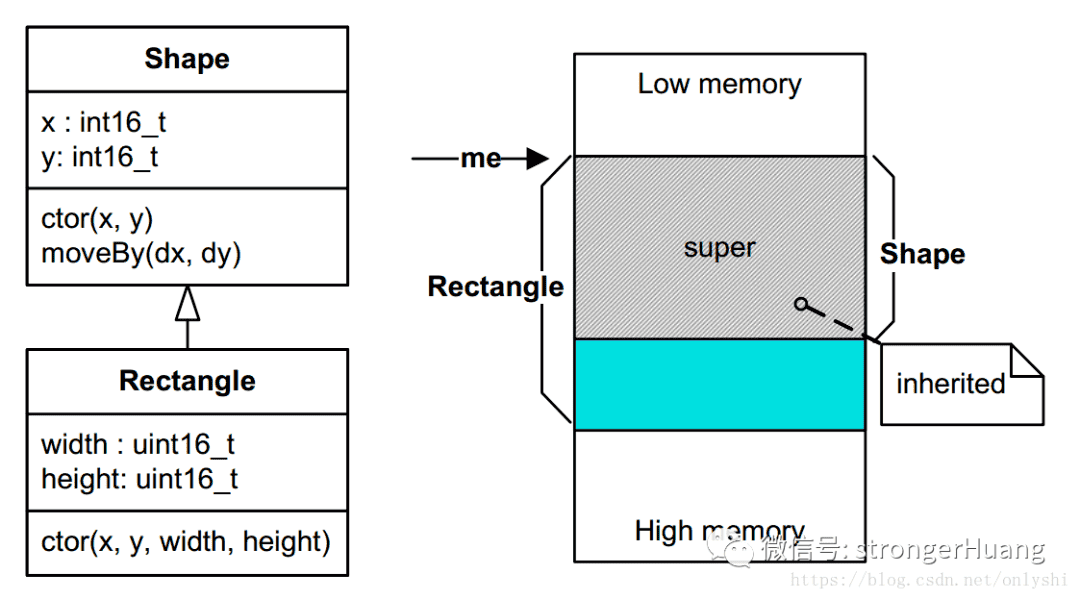 Shape
x : int16_t
y: int16_t
ctor(x, y)
moveBy(dx, dy)
Rectangle
width : uint16_t
height: uint16_t
ctor(x, y, width, height)
Low memory
me
super
Shape
Rectangle
inherited
High memory
微信号: strongerHuang
https://blog.csdn.net/onlyshi